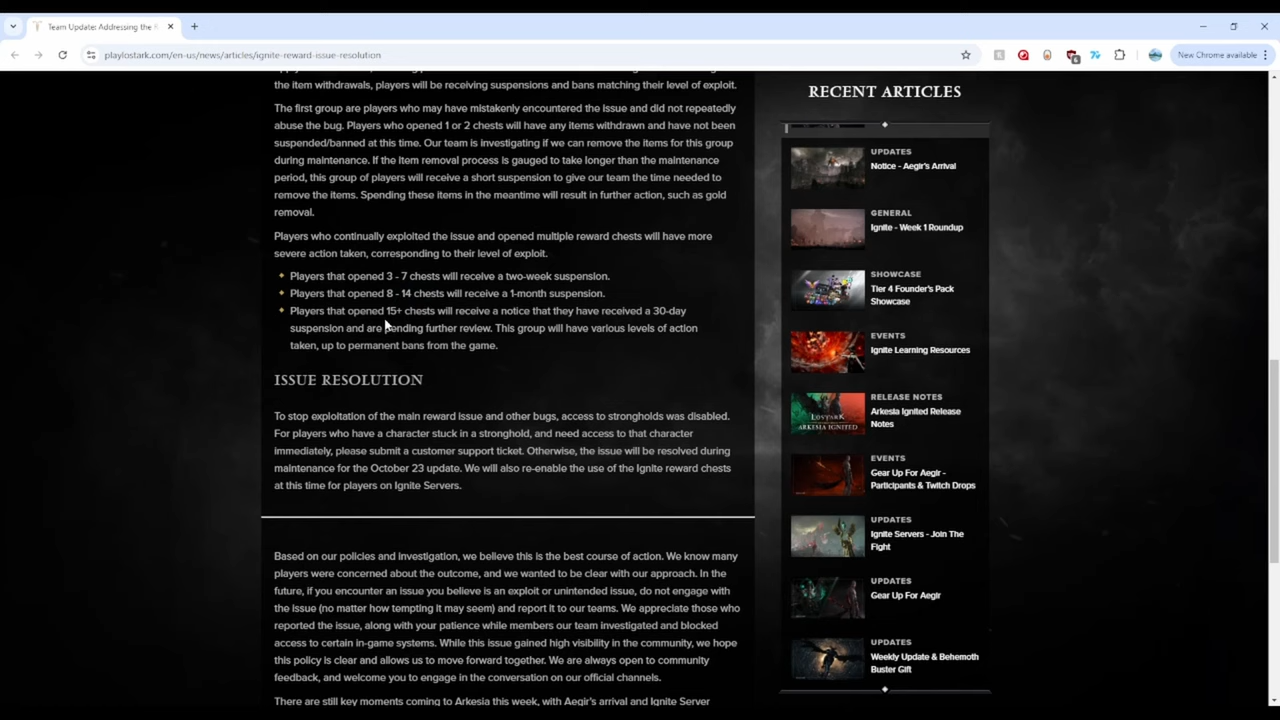 Team Update: Addressing the
New Chrome available
playlostark.com/en-us/news/articles/ignite-reward-issue-resolution
the item withdrawals, players will be receiving suspensions and bans matching their level of exploit.
The first group are players who may have mistakenly encountered the issue and did not repeatedly
abuse the bug. Players who opened 1 or 2 chests will have any items withdrawn and have not been
suspended/banned at this time. Our team is investigating if we can remove the items for this group
during maintenance. If the item removal process is gauged to take longer than the maintenance
period, this group of players will receive a short suspension to give our team the time needed to
remove the items. Spending these items in the meantime will result in further action, such as gold
removal.
Players who continually exploited the issue and opened multiple reward chests will have more
severe action taken, corresponding to their level of exploit.
Players that opened 3 - 7 chests will receive a two-week suspension.
Players that opened 8 - 14 chests will receive a 1-month suspension.
Players that opened 15+ chests will receive a notice that they have received a 30-day
suspension and are pending further review. This group will have various levels of action
taken, up to permanent bans from the game.
ISSUE RESOLUTION
To stop exploitation of the main reward issue and other bugs, access to strongholds was disabled.
For players who have a character stuck in a stronghold, and need access to that character
immediately, please submit a customer support ticket. Otherwise, the issue will be resolved during
maintenance for the October 23 update. We will also re-enable the use of the Ignite reward chests
at this time for players on Ignite Servers.
Based on our policies and investigation, we believe this is the best course of action. We know many
players were concerned about the outcome, and we wanted to be clear with our approach. In the
future, if you encounter an issue you believe is an exploit or unintended issue, do not engage with
the issue (no matter how tempting it may seem) and report it to our teams. We appreciate those who
reported the issue, along with your patience while members our team investigated and blocked
access to certain in-game systems. While this issue gained high visibility in the community, we hope
this policy is clear and allows us to move forward together. We are always open to community
feedback, and welcome you to engage in the conversation on our official channels.
There are still key moments coming to Arkesia this week, with Aegir's arrival and Ignite Server
RECENT ARTICLES
UPDATES
Notice - Aegir's Arrival
GENERAL
Ignite - Week 1 Roundup
SHOWCASE
Tier 4 Founder's Pack
Showcase
EVENTS
Ignite Learning Resources
RELEASE NOTES
Arkesia Ignited Release
Notes
LOST ARK
ARKESIA IGNITED
EVENTS
Gear Up For Aegir -
Participants & Twitch Drops
UPDATES
Ignite Servers - Join The
Fight
UPDATES
Gear Up For Aegir
UPDATES
Weekly Update & Behemoth
Buster Gift